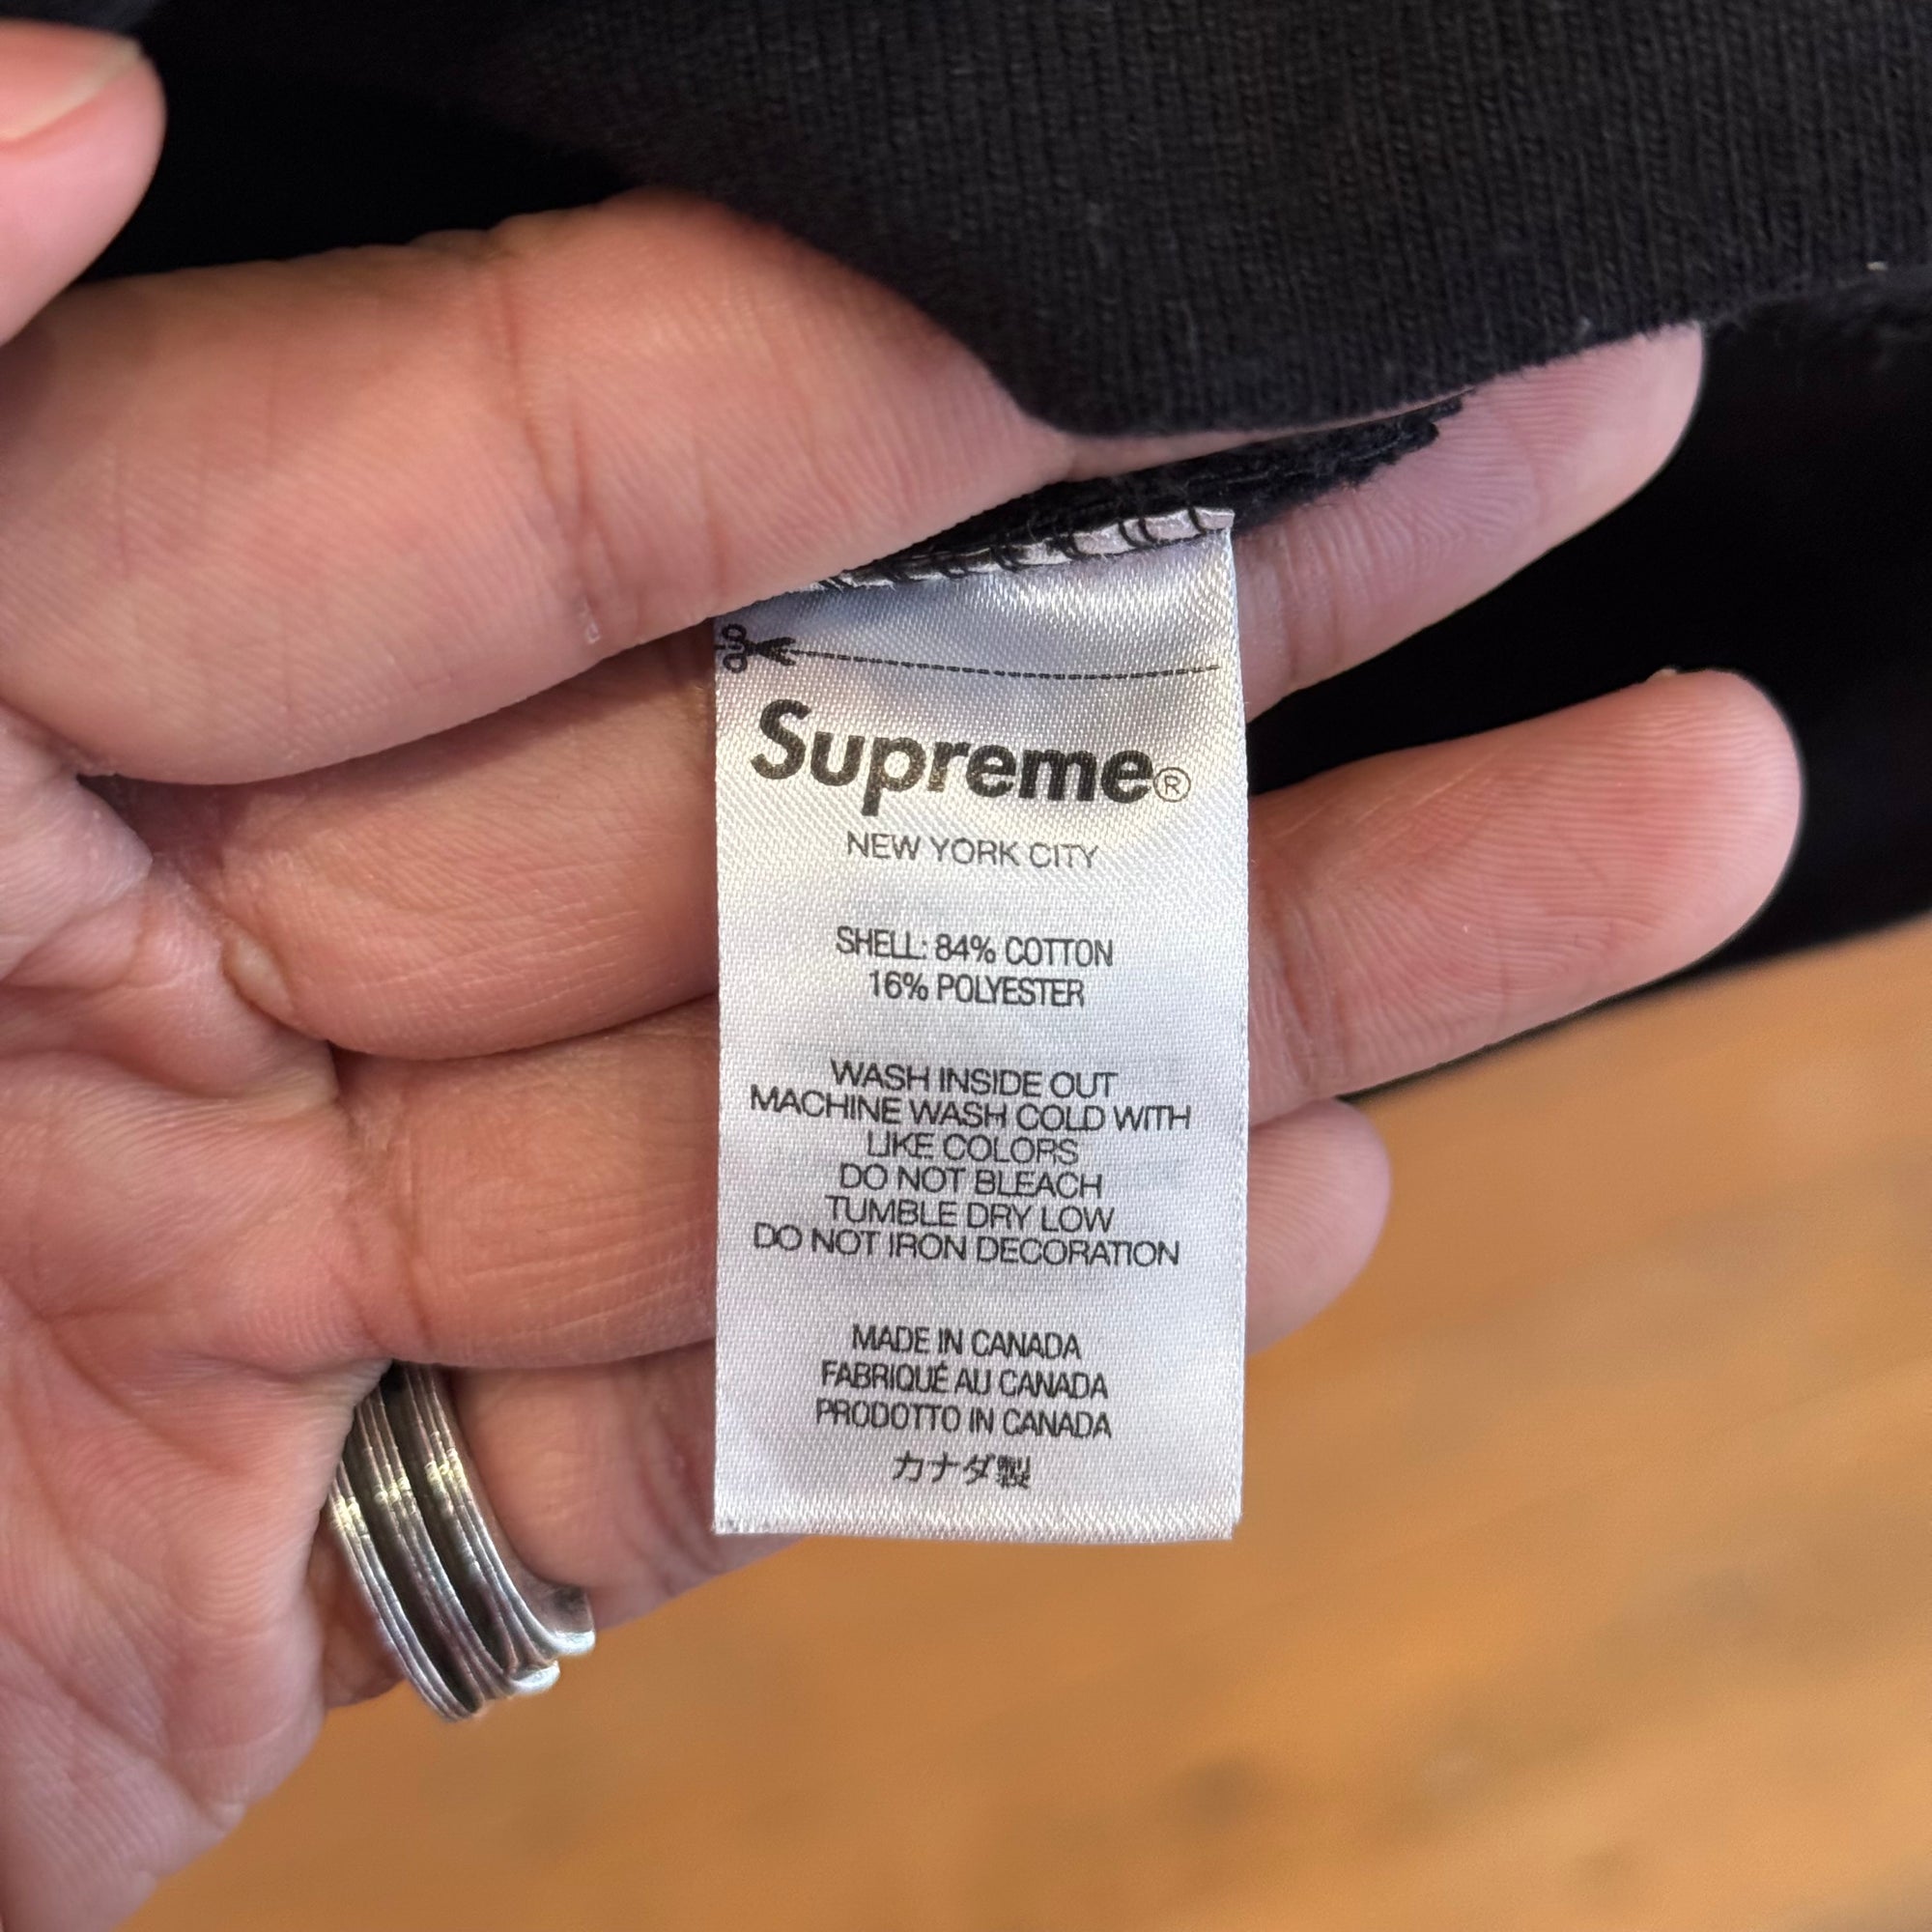 Supreme®
NEW YORK CITY
SHELL: 84% COTTON
16% POLYESTER
WASH INSIDE OUT
MACHINE WASH COLD WITH
LIKE COLORS
DO NOT BLEACH
TUMBLE DRY LOW
DO NOT IRON DECORATION
MADE IN CANADA
FABRIQUÉ AU CANADA
PRODOTTO IN CANADA
カナダ製